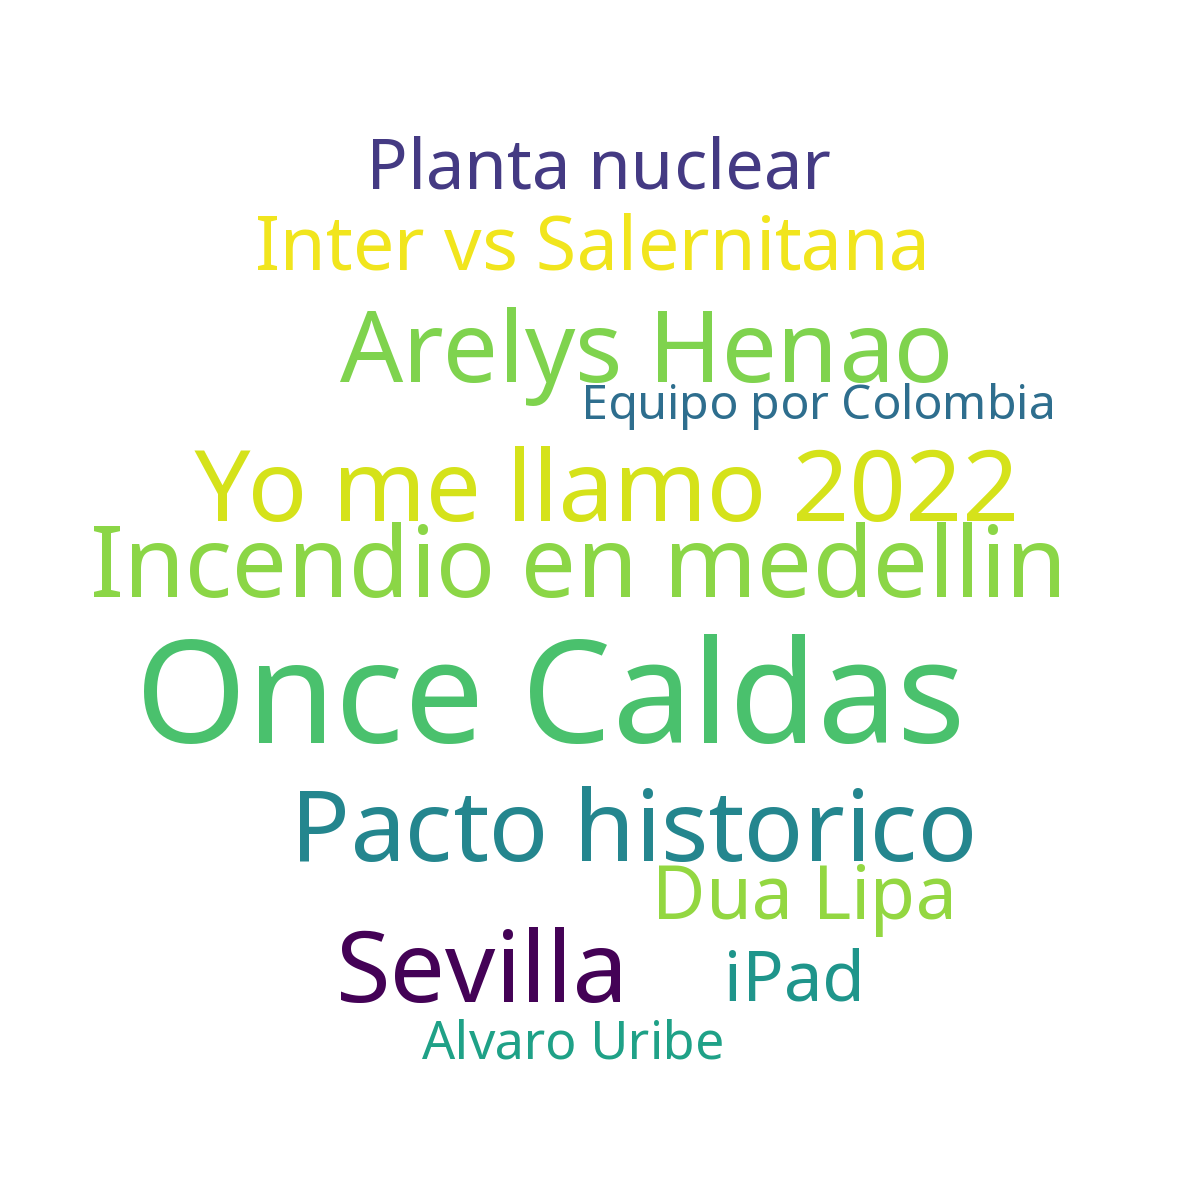 Planta nuclear
Inter vs Salernitana
Arelys Henao
Equipo por Colombia
Yo me llamo 2022
Incendio en medellin
Once Caldas
Pacto historico
Dua Lipa
Sevilla
iPad
Alvaro Uribe